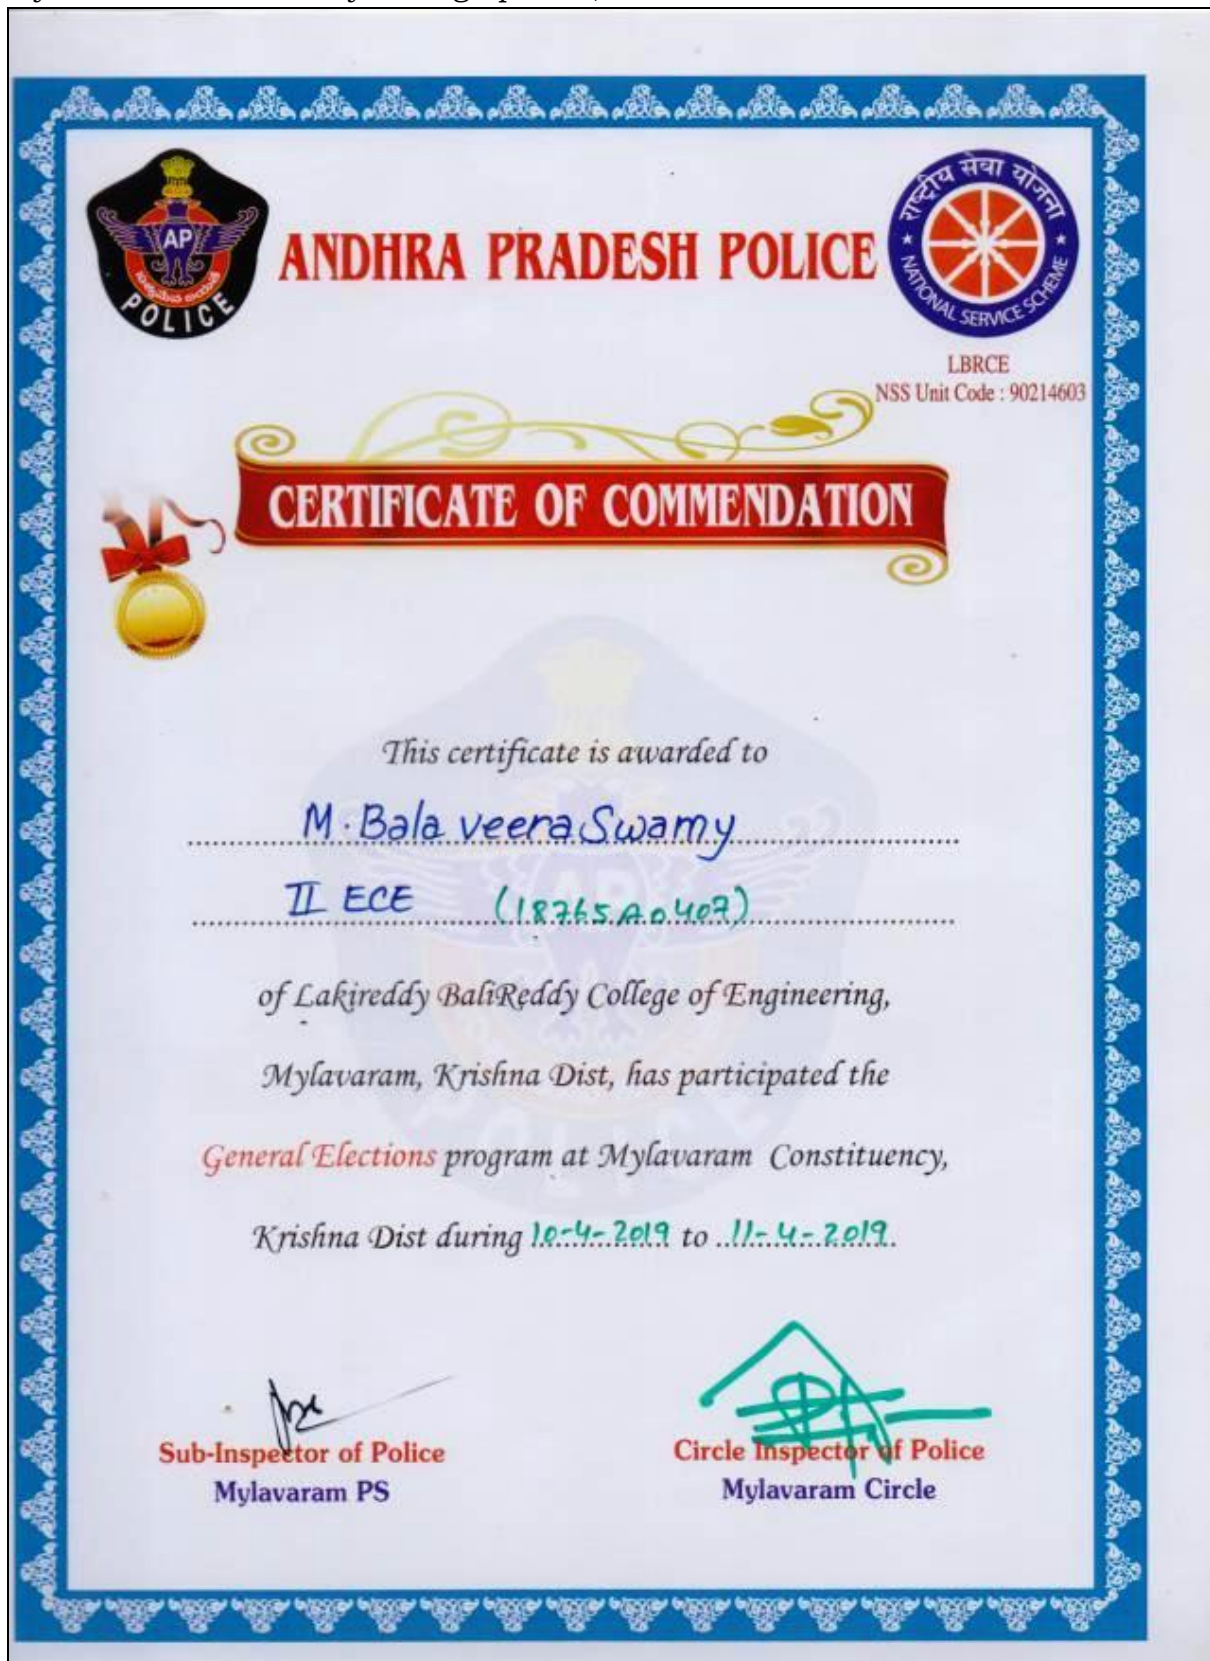 AP
POLICE
ANDHRA PRADESH POLICE
राष्ट्रीय सेवा योजना
NATIONAL SERVICE SCHEME
LBRCE
NSS Unit Code : 90214603
CERTIFICATE OF COMMENDATION
This certificate is awarded to
M. Bala veera Swamy
II ECE (18765A0407)
of Lakireddy BaliReddy College of Engineering,
Mylavaram, Krishna Dist, has participated the
General Elections program at Mylavaram Constituency,
Krishna Dist during 10-4-2019 to 11-4-2019.
Sub-Inspector of Police
Mylavaram PS
Circle Inspector of Police
Mylavaram Circle